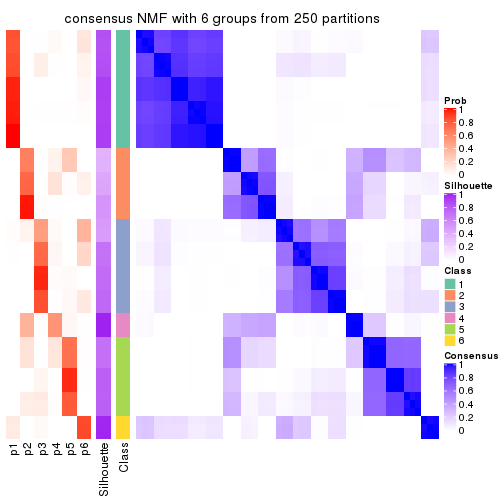 consensus NMF with 6 groups from 250 partitions
Prob
1
0.8
0.6
0.4
0.2
0
Silhouette
1
0.8
0.6
0.4
0.2
0
Class
1
2
3
4
5
6
Consensus
1
0.8
0.6
0.4
0.2
0
p1
p2
p3
p4
p5
p6
Silhouette
Class